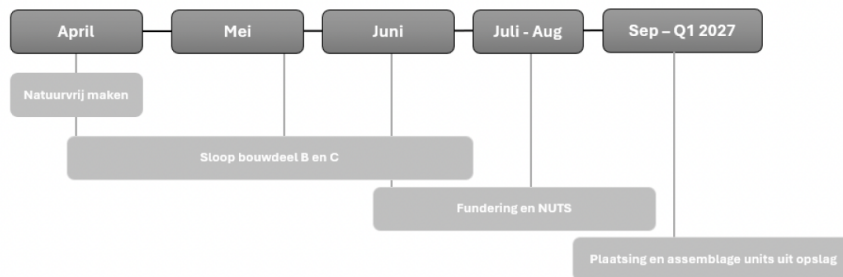 April
Mei
Juni
Juli - Aug
Sep – Q1 2027
Natuurvrij maken
Sloop bouwdeel B en C
Fundering en NUTS
Plaatsing en assemblage units uit opslag